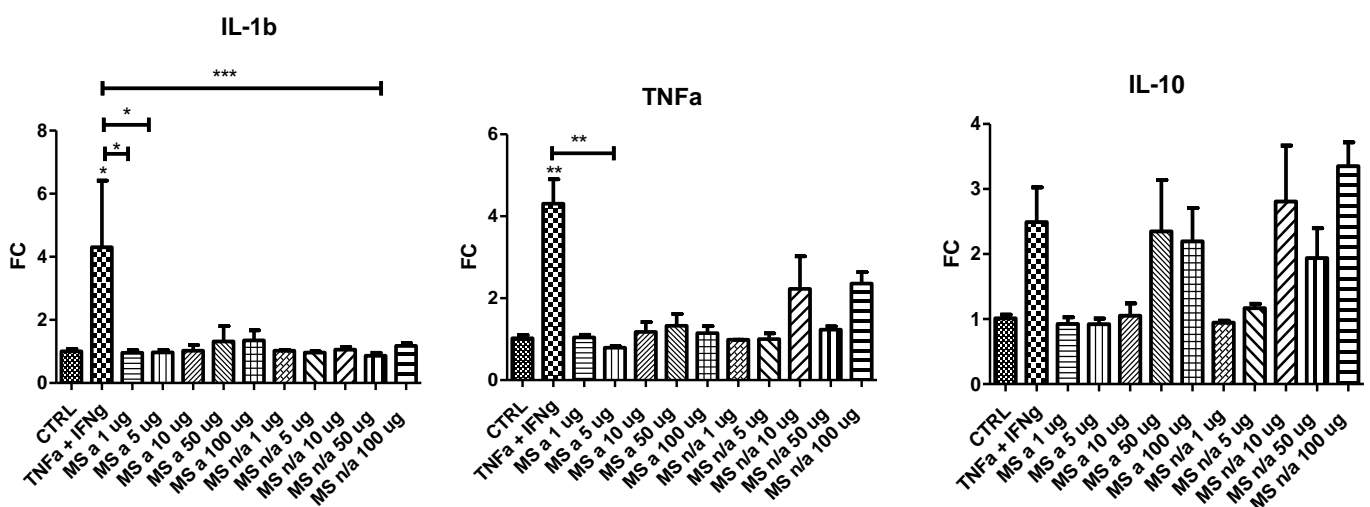 IL-1b
***
*
*
*
8
6
4
2
0
FC
CTRL
TNFa + IFNg
MS a 1 ug
MS a 5 ug
MS a 10 ug
MS a 50 ug
MS a 100 ug
MS n/a 1 ug
MS n/a 5 ug
MS n/a 10 ug
MS n/a 50 ug
MS n/a 100 ug
TNFa
**
**
6
4
2
0
FC
CTRL
TNFa + IFNg
MS a 1 ug
MS a 5 ug
MS a 10 ug
MS a 50 ug
MS a 100 ug
MS n/a 1 ug
MS n/a 5 ug
MS n/a 10 ug
MS n/a 50 ug
MS n/a 100 ug
IL-10
4
3
2
1
0
FC
CTRL
TNFa + IFNg
MS a 1 ug
MS a 5 ug
MS a 10 ug
MS a 50 ug
MS a 100 ug
MS n/a 1 ug
MS n/a 5 ug
MS n/a 10 ug
MS n/a 50 ug
MS n/a 100 ug